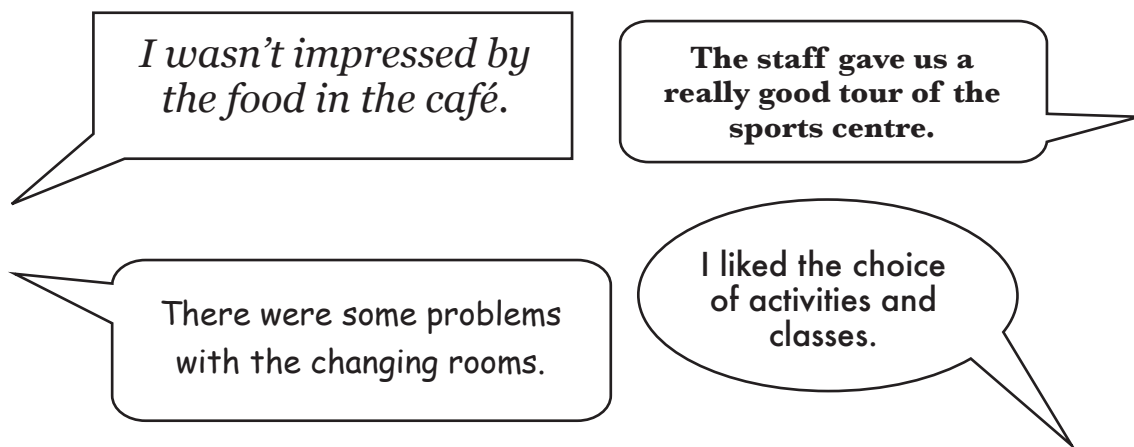 I wasn't impressed by
the food in the café.
The staff gave us a
really good tour of the
sports centre.
There were some problems
with the changing rooms.
I liked the choice
of activities and
classes.